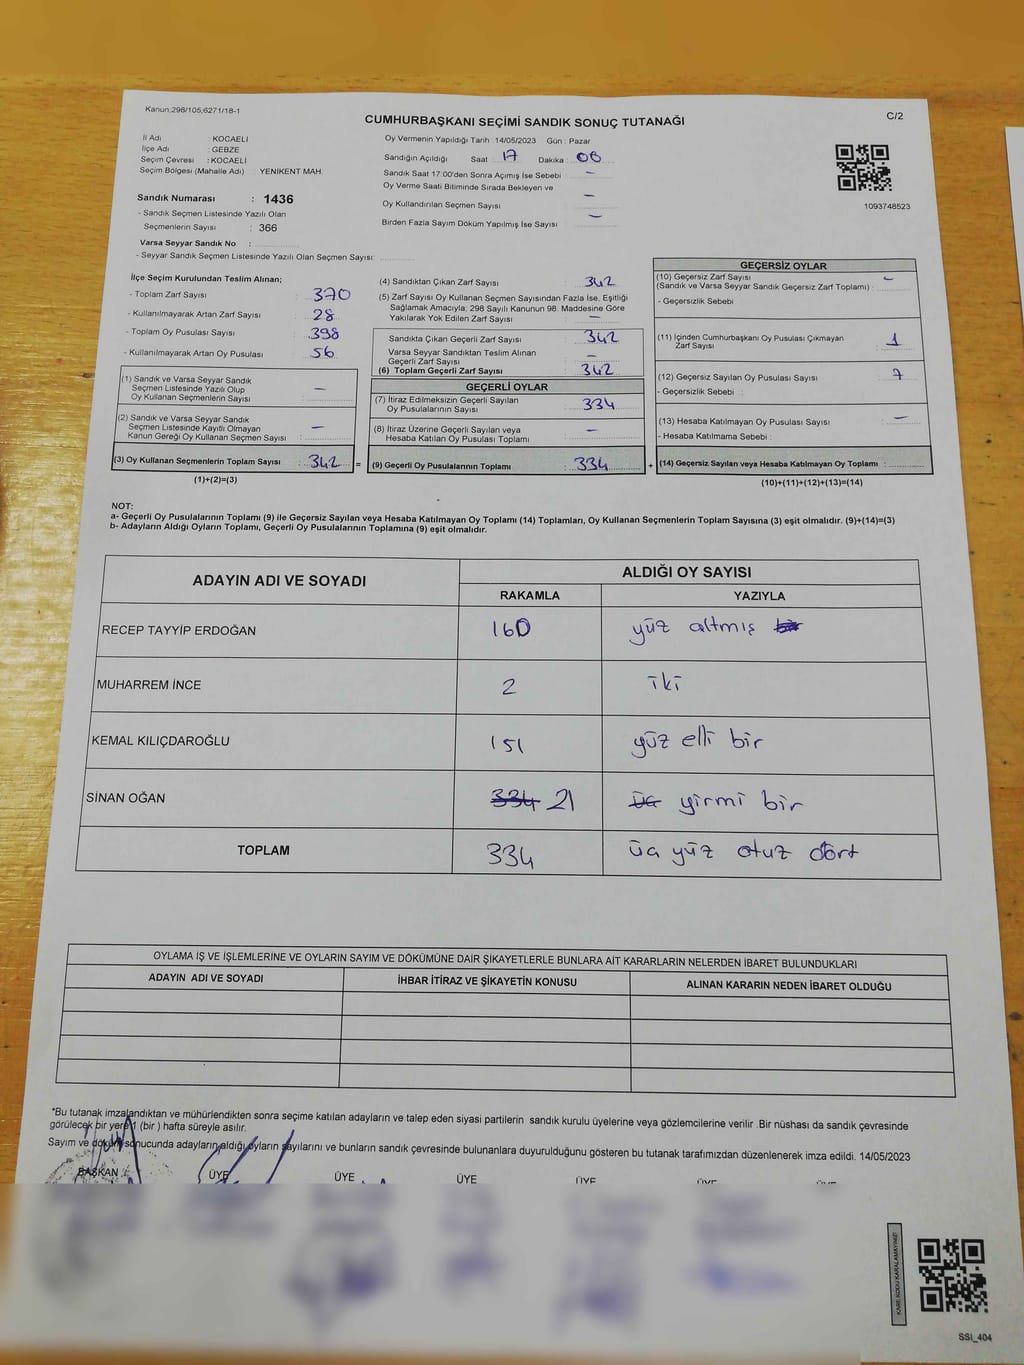 Kanun;298/105,6271/18-1
CUMHURBAŞKANI SEÇİMİ SANDIK SONUÇ TUTANAĞI
C/2
İl Adı : KOCAELİ
İlçe Adı : GEBZE
Seçim Çevresi : KOCAELİ
Seçim Bölgesi (Mahalle Adı) YENİKENT MAH.
Sandık Numarası : 1436
- Sandık Seçmen Listesinde Yazılı Olan
Seçmenlerin Sayısı : 366
Varsa Seyyar Sandık No :
- Seyyar Sandık Seçmen Listesinde Yazılı Olan Seçmen Sayısı:
Oy Vermenin Yapıldığı Tarih :14/05/2023 Gün : Pazar
Sandığın Açıldığı Saat : 17 Dakika : 08
Sandık Saat 17:00'den Sonra Açımış İse Sebebi : -
Oy Verme Saati Bitiminde Sırada Bekleyen ve
Oy Kullandırılan Seçmen Sayısı : -
Birden Fazla Sayım Döküm Yapılmış İse Sayısı : -
1093748523
İlçe Seçim Kurulundan Teslim Alınan;
- Toplam Zarf Sayısı : 370
- Kullanılmayarak Artan Zarf Sayısı : 28
- Toplam Oy Pusulası Sayısı : 398
- Kullanılmayarak Artan Oy Pusulası : 56
(1) Sandık ve Varsa Seyyar Sandık
Seçmen Listesinde Yazılı Olup
Oy Kullanan Seçmenlerin Sayısı : -
(2) Sandık ve Varsa Seyyar Sandık
Seçmen Listesinde Kayıtlı Olmayan
Kanun Gereği Oy Kullanan Seçmen Sayısı : -
(3) Oy Kullanan Seçmenlerin Toplam Sayısı : 342 =
(1)+(2)=(3)
(4) Sandıktan Çıkan Zarf Sayısı : 342
(5) Zarf Sayısı Oy Kullanan Seçmen Sayısından Fazla İse, Eşitliği
Sağlamak Amacıyla; 298 Sayılı Kanunun 98. Maddesine Göre
Yakılarak Yok Edilen Zarf Sayısı : -
Sandıkta Çıkan Geçerli Zarf Sayısı : 342
Varsa Seyyar Sandıktan Teslim Alınan
Geçerli Zarf Sayısı : -
(6) Toplam Geçerli Zarf Sayısı : 342
GEÇERLİ OYLAR
(7) İtiraz Edilmeksizin Geçerli Sayılan
Oy Pusulalarının Sayısı : 334
(8) İtiraz Üzerine Geçerli Sayılan veya
Hesaba Katılan Oy Pusulası Toplamı : -
(9) Geçerli Oy Pusulalarının Toplamı : 334 +
GEÇERSİZ OYLAR
(10) Geçersiz Zarf Sayısı -
(Sandık ve Varsa Seyyar Sandık Geçersiz Zarf Toplamı) :
- Geçersizlik Sebebi
(11) İçinden Cumhurbaşkanı Oy Pusulası Çıkmayan
Zarf Sayısı : 1
(12) Geçersiz Sayılan Oy Pusulası Sayısı : 7
- Geçersizlik Sebebi :
(13) Hesaba Katılmayan Oy Pusulası Sayısı : -
- Hesaba Katılmama Sebebi :
(14) Geçersiz Sayılan veya Hesaba Katılmayan Oy Toplamı :
(10)+(11)+(12)+(13)=(14)
NOT:
a- Geçerli Oy Pusulalarının Toplamı (9) ile Geçersiz Sayılan veya Hesaba Katılmayan Oy Toplamı (14) Toplamları, Oy Kullanan Seçmenlerin Toplam Sayısına (3) eşit olmalıdır. (9)+(14)=(3)
b- Adayların Aldığı Oyların Toplamı, Geçerli Oy Pusulalarının Toplamına (9) eşit olmalıdır.
ADAYIN ADI VE SOYADI
ALDIĞI OY SAYISI
RAKAMLA YAZIYLA
RECEP TAYYİP ERDOĞAN 160 yüz altmış bir
MUHARREM İNCE 2 iki
KEMAL KILIÇDAROĞLU 151 yüz elli bir
SİNAN OĞAN 334 21 üç yirmi bir
TOPLAM 334 üç yüz otuz dört
OYLAMA İŞ VE İŞLEMLERİNE VE OYLARIN SAYIM VE DÖKÜMÜNE DAİR ŞİKAYETLERLE BUNLARA AİT KARARLARIN NELERDEN İBARET BULUNDUKLARI
ADAYIN ADI VE SOYADI İHBAR İTİRAZ VE ŞİKAYETİN KONUSU ALINAN KARARIN NEDEN İBARET OLDUĞU
*Bu tutanak imzalandıktan ve mühürlendikten sonra seçime katılan adayların ve talep eden siyasi partilerin sandık kurulu üyelerine veya gözlemcilerine verilir .Bir nüshası da sandık çevresinde
görülecek bir yere 1 (bir ) hafta süreyle asılır.
Sayım ve döküm sonucunda adayların aldığı oyların sayılarını ve bunların sandık çevresinde bulunanlara duyurulduğunu gösteren bu tutanak tarafımızdan düzenlenerek imza edildi. 14/05/2023
BAŞKAN ÜYE ÜYE ÜYE ÜYE ÜYE ÜYE
KARE KODU KARALAMAYINIZ!
SSİ_404